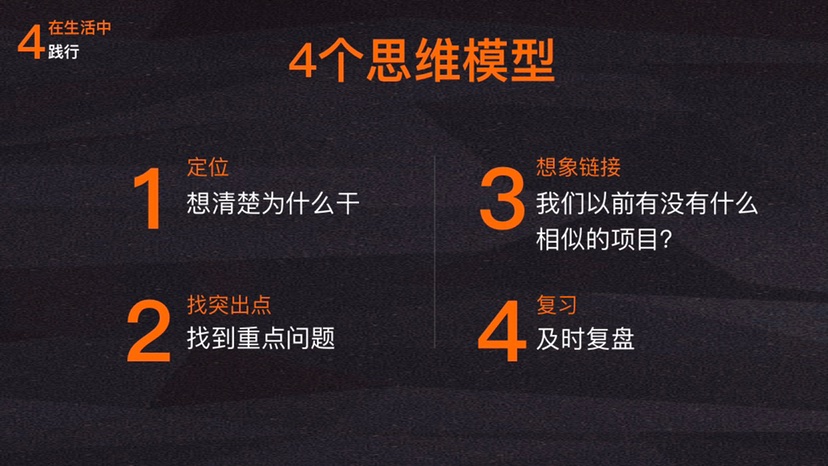 4
在生活中
践行
4个思维模型
1
定位
想清楚为什么干
2
找突出点
找到重点问题
3
想象链接
我们以前有没有什么
相似的项目?
4
复习
及时复盘